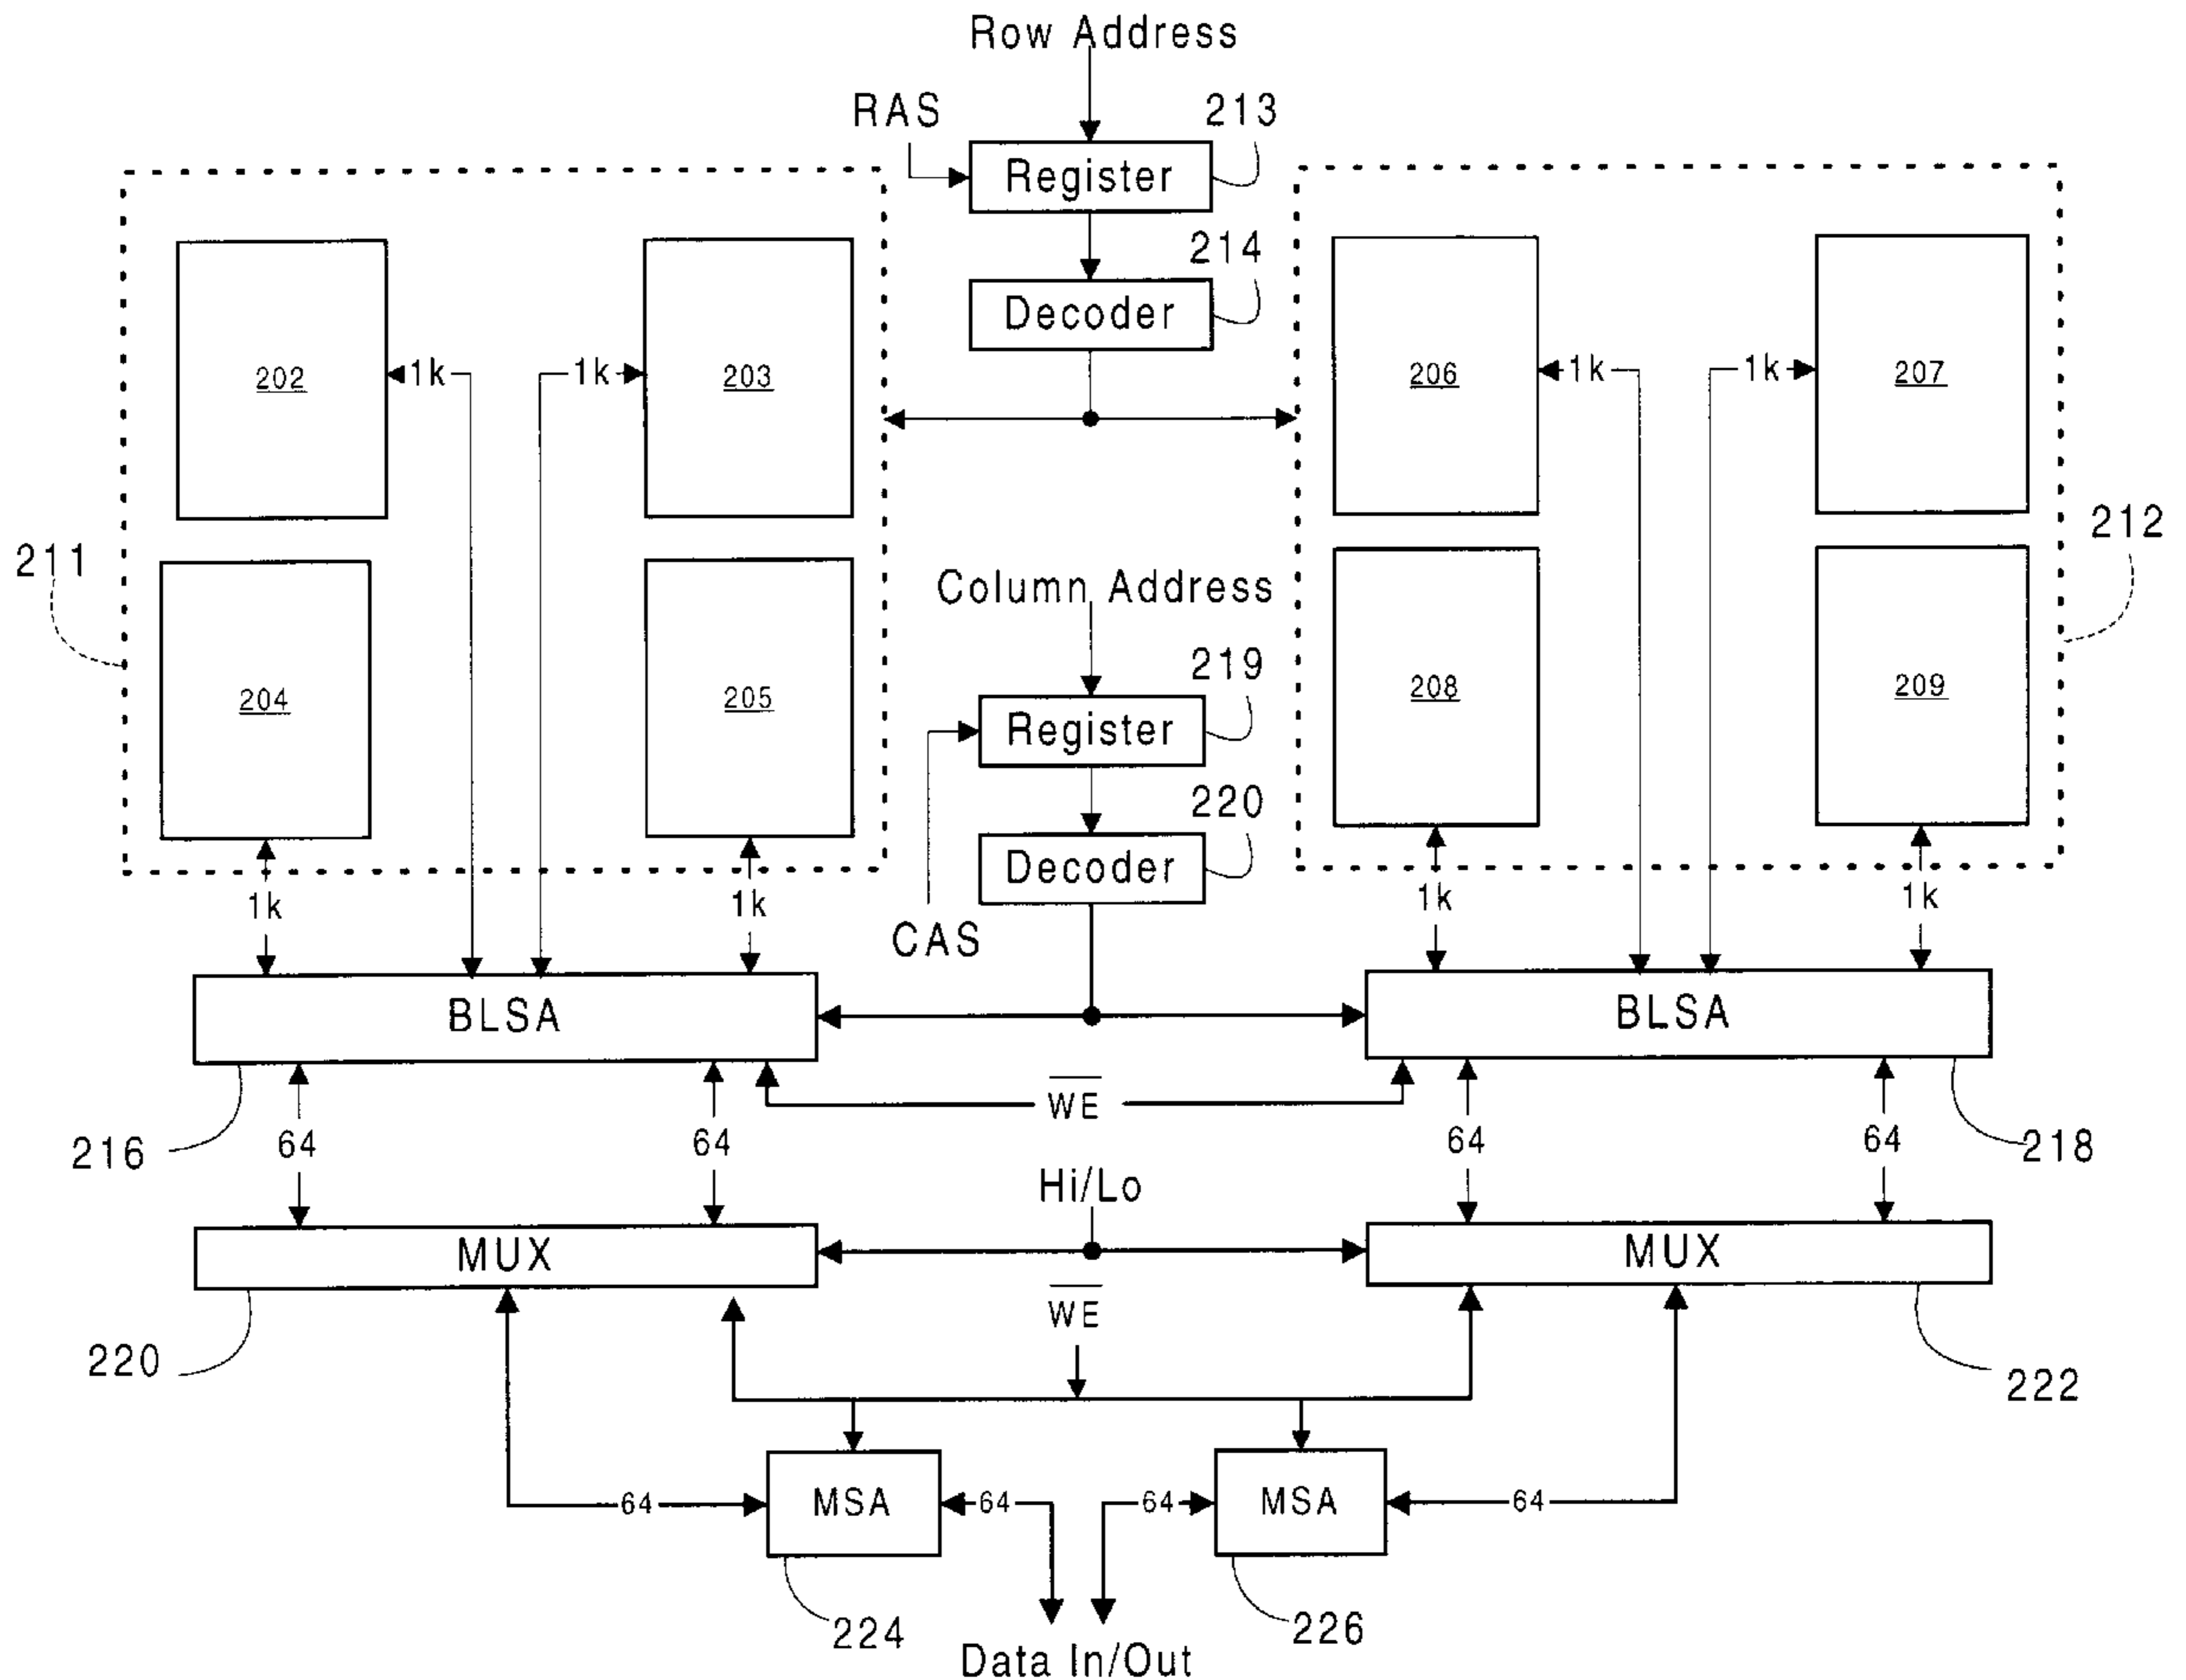 Row Address
RAS
213
Register
214
Decoder
202
1k
1k
203
206
1k
1k
207
211
212
Column Address
204
205
219
Register
208
209
220
Decoder
1k
1k
CAS
1k
1k
BLSA
BLSA
WE
216
64
64
64
64
218
Hi/Lo
MUX
MUX
WE
220
222
64
MSA
64
64
MSA
64
224
226
Data In/Out